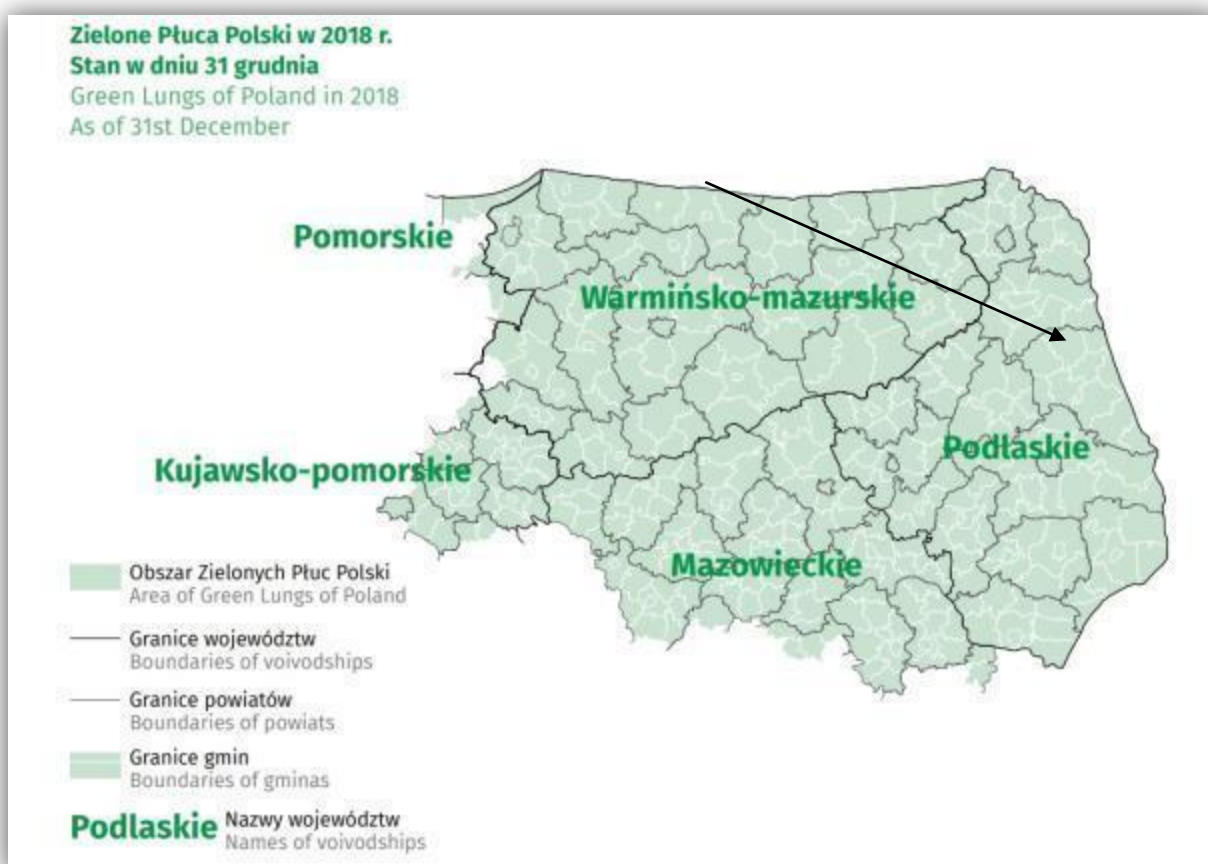 Zielone Płuca Polski w 2018 r.
Stan w dniu 31 grudnia
Green Lungs of Poland in 2018
As of 31st December
Pomorskie
Warmińsko-mazurskie
Podlaskie
Kujawsko-pomorskie
Mazowieckie
Obszar Zielonych Płuc Polski
Area of Green Lungs of Poland
Granice województw
Boundaries of voivodships
Granice powiatów
Boundaries of powiats
Granice gmin
Boundaries of gminas
Podlaskie Nazwy województw
Names of voivodships